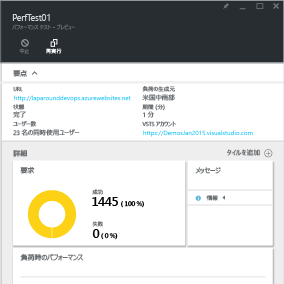 PerfTest01
パフォーマンス テスト - プレビュー
中止
再実行
要点
URL
http://laparounddevops.azurewebsites.net
状態
完了
ユーザー数
23 名の同時使用ユーザー
負荷の生成元
米国中南部
期間 (分)
1 分
VSTS アカウント
https://DemosJan2015.visualstudio.com
詳細
タイルを追加
要求
成功
1445 (100 %)
失敗
0 (0 %)
メッセージ
情報 4
負荷時のパフォーマンス